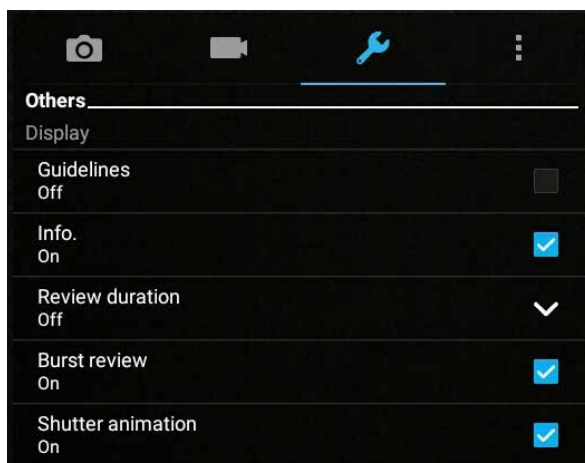 Others
Display
Guidelines
Off
Info.
On
Review duration
Off
Burst review
On
Shutter animation
On